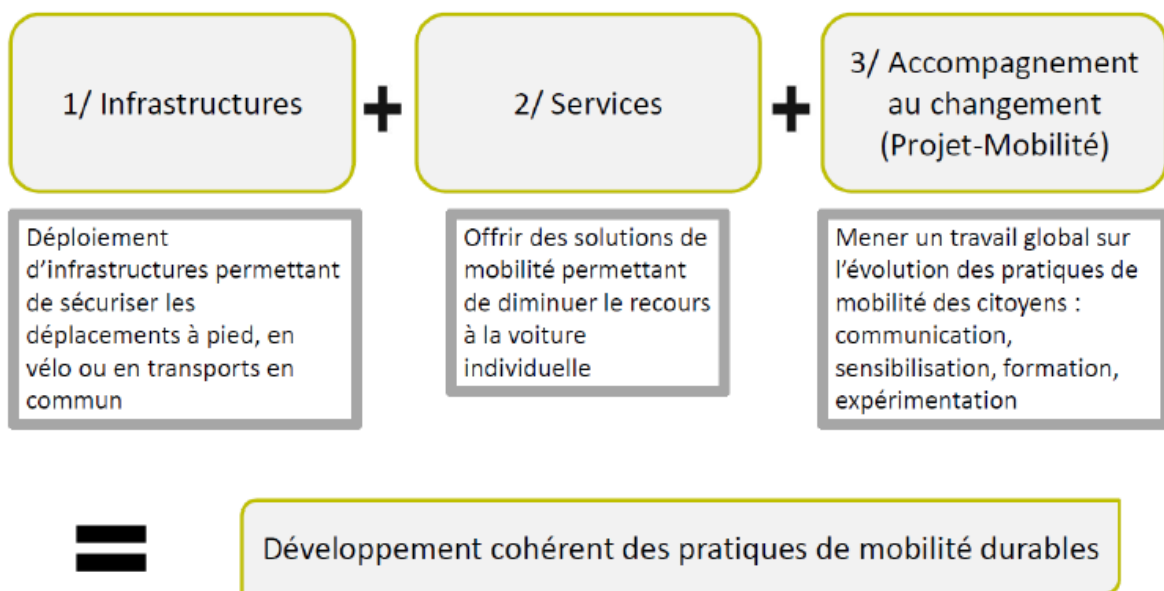 1/ Infrastructures
+
2/ Services
+
3/ Accompagnement
au changement
(Projet-Mobilité)
Déploiement
d’infrastructures permettant
de sécuriser les
déplacements à pied, en
vélo ou en transports en
commun
Offrir des solutions de
mobilité permettant
de diminuer le recours
à la voiture
individuelle
Mener un travail global sur
l’évolution des pratiques de
mobilité des citoyens :
communication,
sensibilisation, formation,
expérimentation
=
Développement cohérent des pratiques de mobilité durables